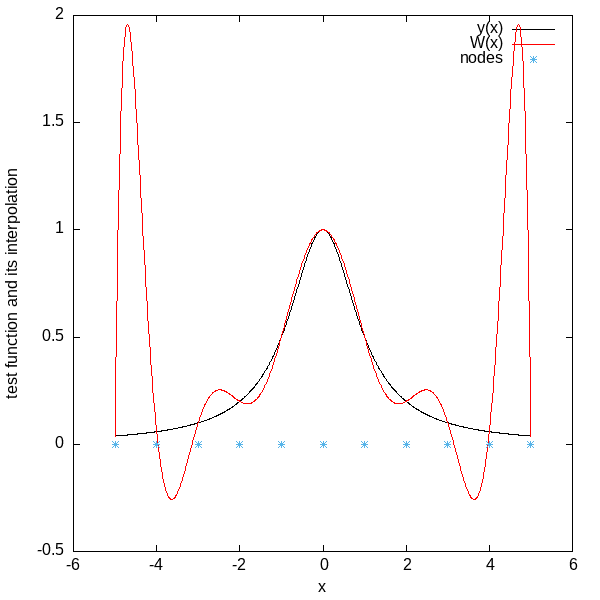 2
1.5
1
0.5
0
-0.5
-6
-4
-2
0
2
4
6
test function and its interpolation
x
y(x)
W(x)
nodes